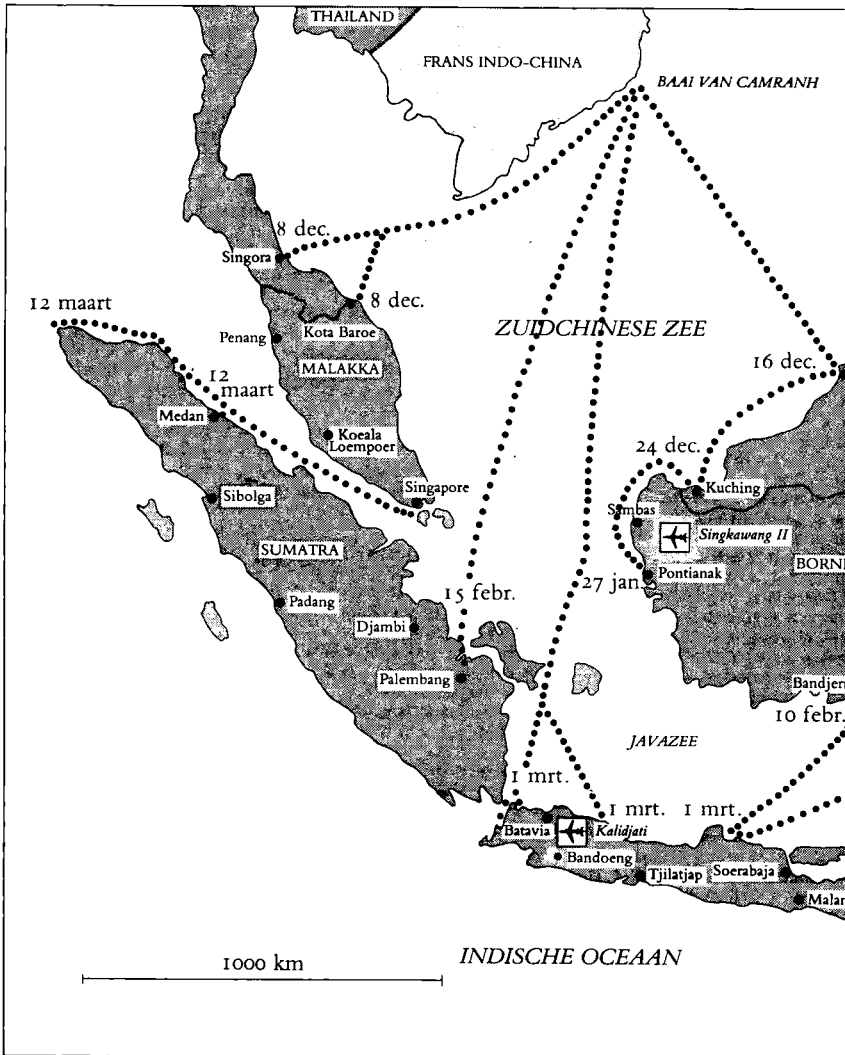 THAILAND
FRANS INDO-CHINA
BAAI VAN CAMRANH
8 dec.
Singora
12 maart
8 dec.
Kota Baroe
ZUIDCHINESE ZEE
Penang
MALAKKA
16 dec.
12
maart
Medan
Koeala
Loempoer
24 dec.
Kuching
Sibolga
Singapore
Sambas
Singkawang II
SUMATRA
BORNE
Pontianak
27 jan.
15 febr.
Padang
Djambi
Palembang
Bandjer
10 febr.
JAVAZEE
1 mrt.
1 mrt.
1 mrt.
Batavia
Kalidjati
Bandoeng
Tjilatjap
Soerabaja
Malan
INDISCHE OCEAAN
1000 km